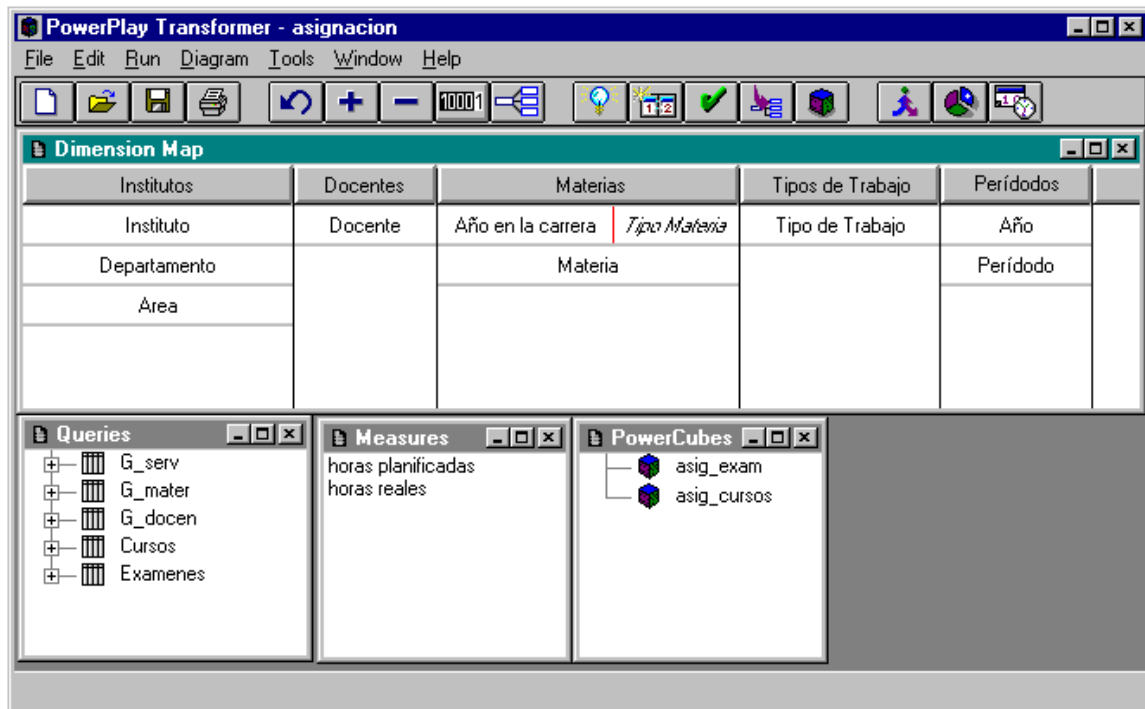 PowerPlay Transformer - asignacion
File Edit Run Diagram Tools Window Help
10001
1 2
Dimension Map
Institutos Docentes Materias Tipos de Trabajo Perídodos
Instituto Docente Año en la carrera Tipo Materia Tipo de Trabajo Año
Departamento Materia Perídodo
Area
Queries
G_serv
G_mater
G_docen
Cursos
Examenes
Measures
horas planificadas
horas reales
PowerCubes
asig_exam
asig_cursos